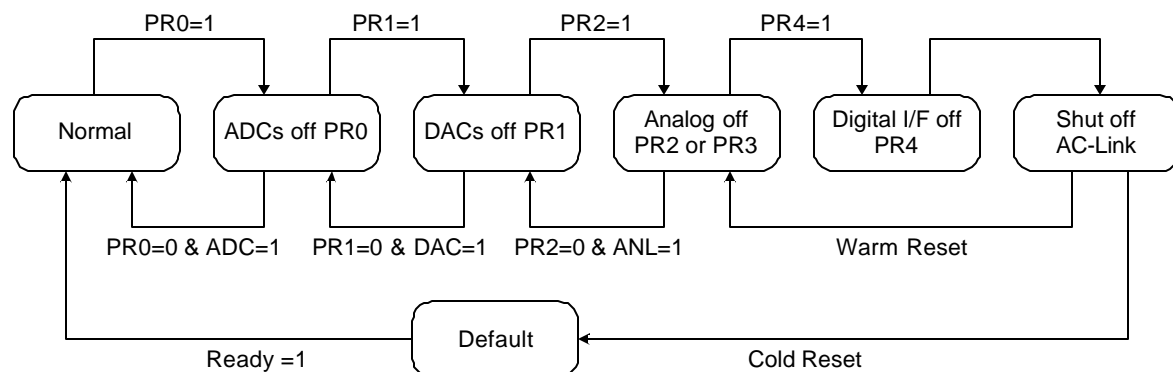 PR0=1
PR1=1
PR2=1
PR4=1
Normal
ADCs off PR0
DACs off PR1
Analog off
PR2 or PR3
Digital I/F off
PR4
Shut off
AC-Link
PR0=0 & ADC=1
PR1=0 & DAC=1
PR2=0 & ANL=1
Warm Reset
Default
Ready =1
Cold Reset